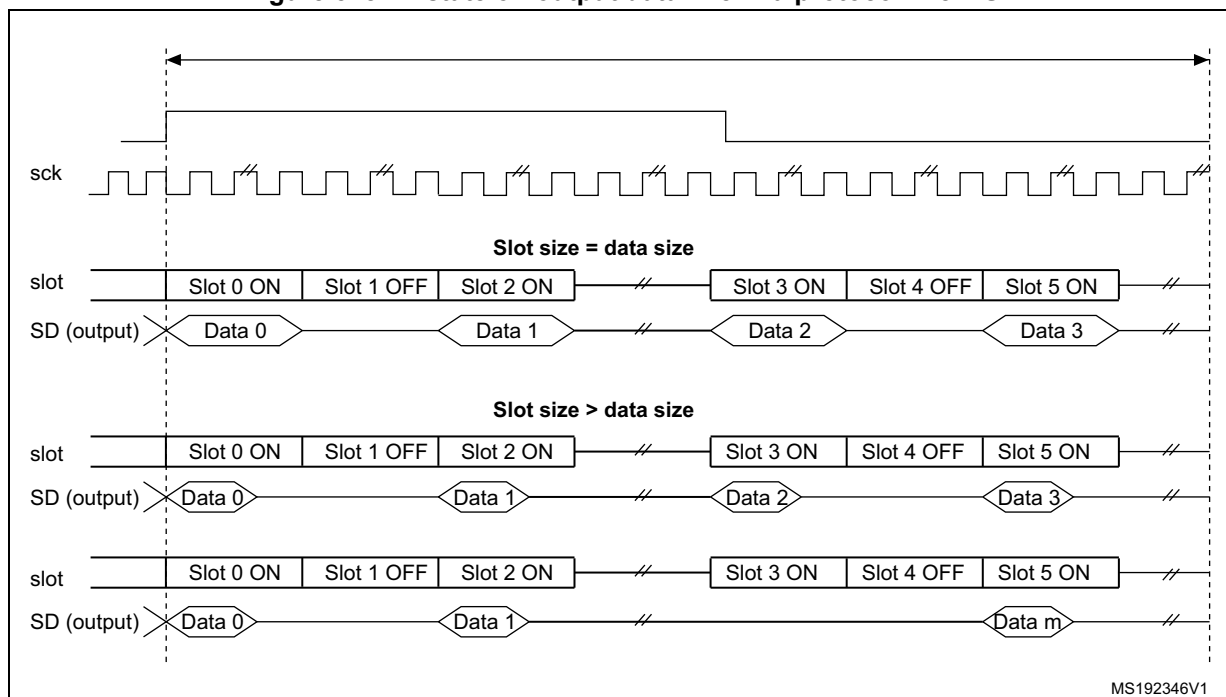 sck
Slot size = data size
slot Slot 0 ON Slot 1 OFF Slot 2 ON Slot 3 ON Slot 4 OFF Slot 5 ON
SD (output) Data 0 Data 1 Data 2 Data 3
Slot size > data size
slot Slot 0 ON Slot 1 OFF Slot 2 ON Slot 3 ON Slot 4 OFF Slot 5 ON
SD (output) Data 0 Data 1 Data 2 Data 3
slot Slot 0 ON Slot 1 OFF Slot 2 ON Slot 3 ON Slot 4 OFF Slot 5 ON
SD (output) Data 0 Data 1 Data m
MS192346V1